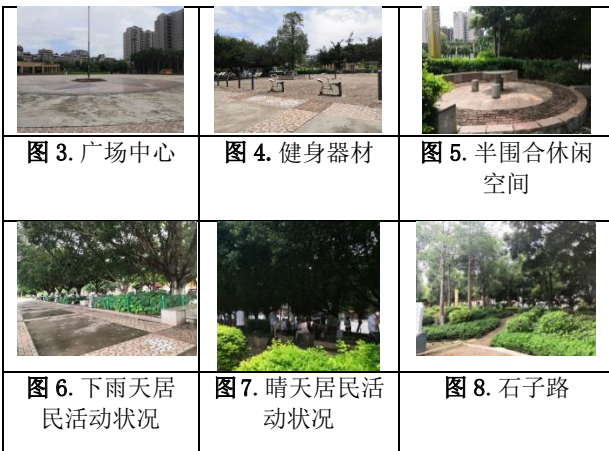 图 3. 广场中心
图 4. 健身器材
图 5. 半围合休闲
空间
图 6. 下雨天居
民活动状况
图7. 晴天居民活
动状况
图 8. 石子路